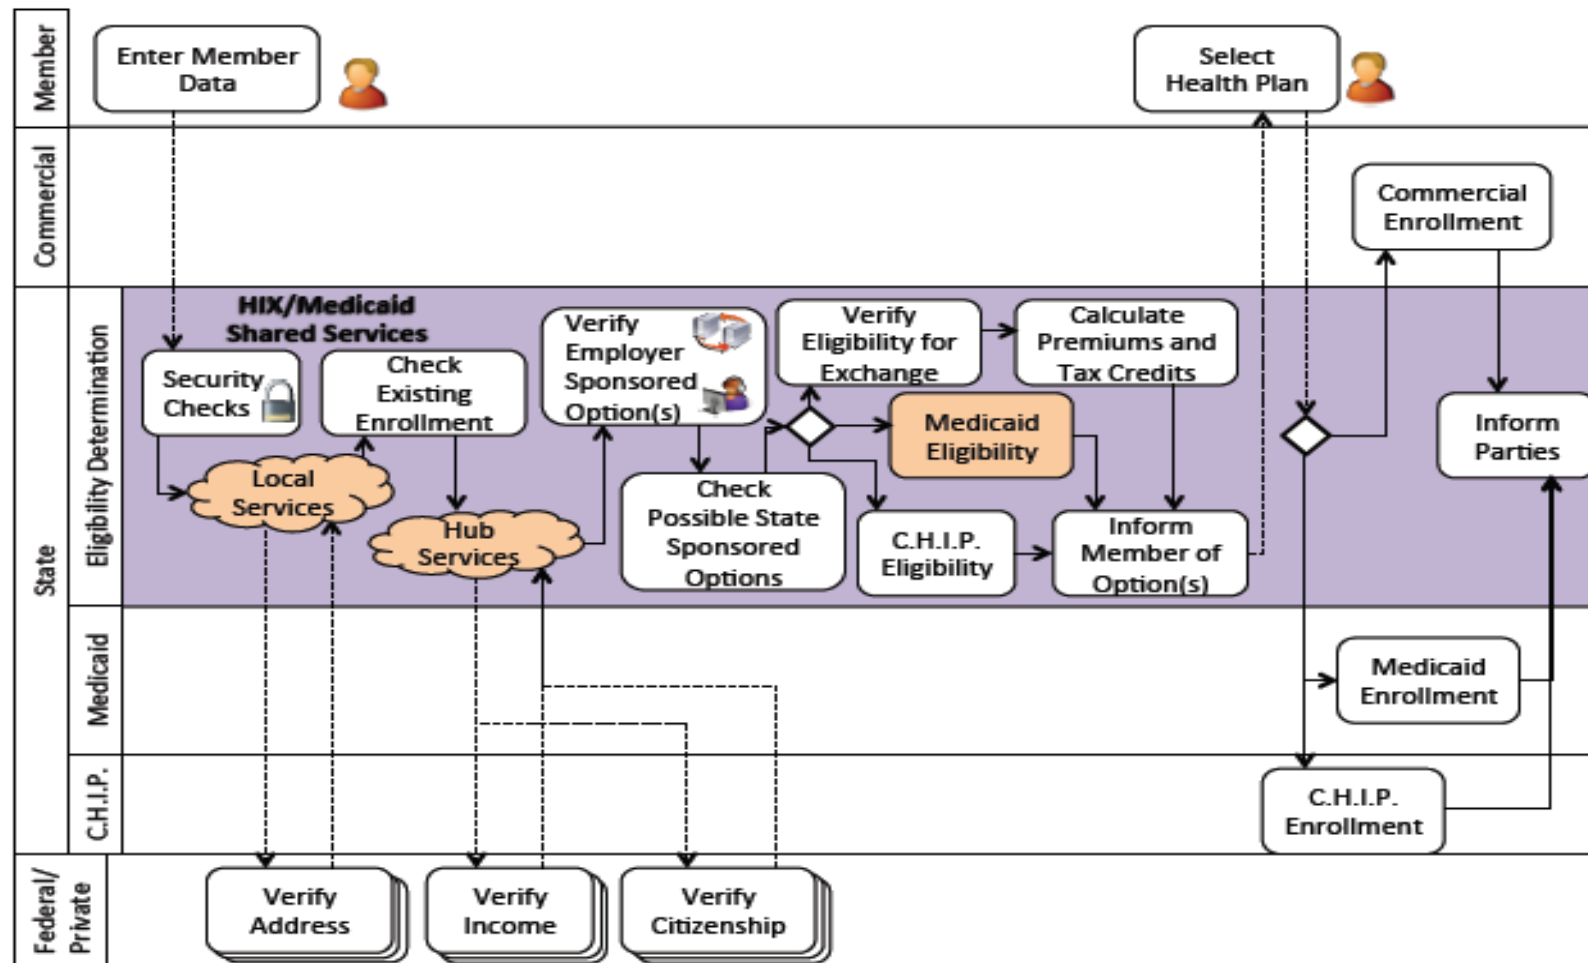 Member
Enter Member
Data
Select
Health Plan
Commercial
Commercial
Enrollment
State
Eligibility Determination
HIX/Medicaid
Shared Services
Security
Checks
Check
Existing
Enrollment
Verify
Employer
Sponsored
Option(s)
Verify
Eligibility for
Exchange
Calculate
Premiums and
Tax Credits
Medicaid
Eligibility
Inform
Parties
Local
Services
Hub
Services
Check
Possible State
Sponsored
Options
C.H.I.P.
Eligibility
Inform
Member of
Option(s)
Medicaid
Medicaid
Enrollment
C.H.I.P.
C.H.I.P.
Enrollment
Federal/
Private
Verify
Address
Verify
Income
Verify
Citizenship